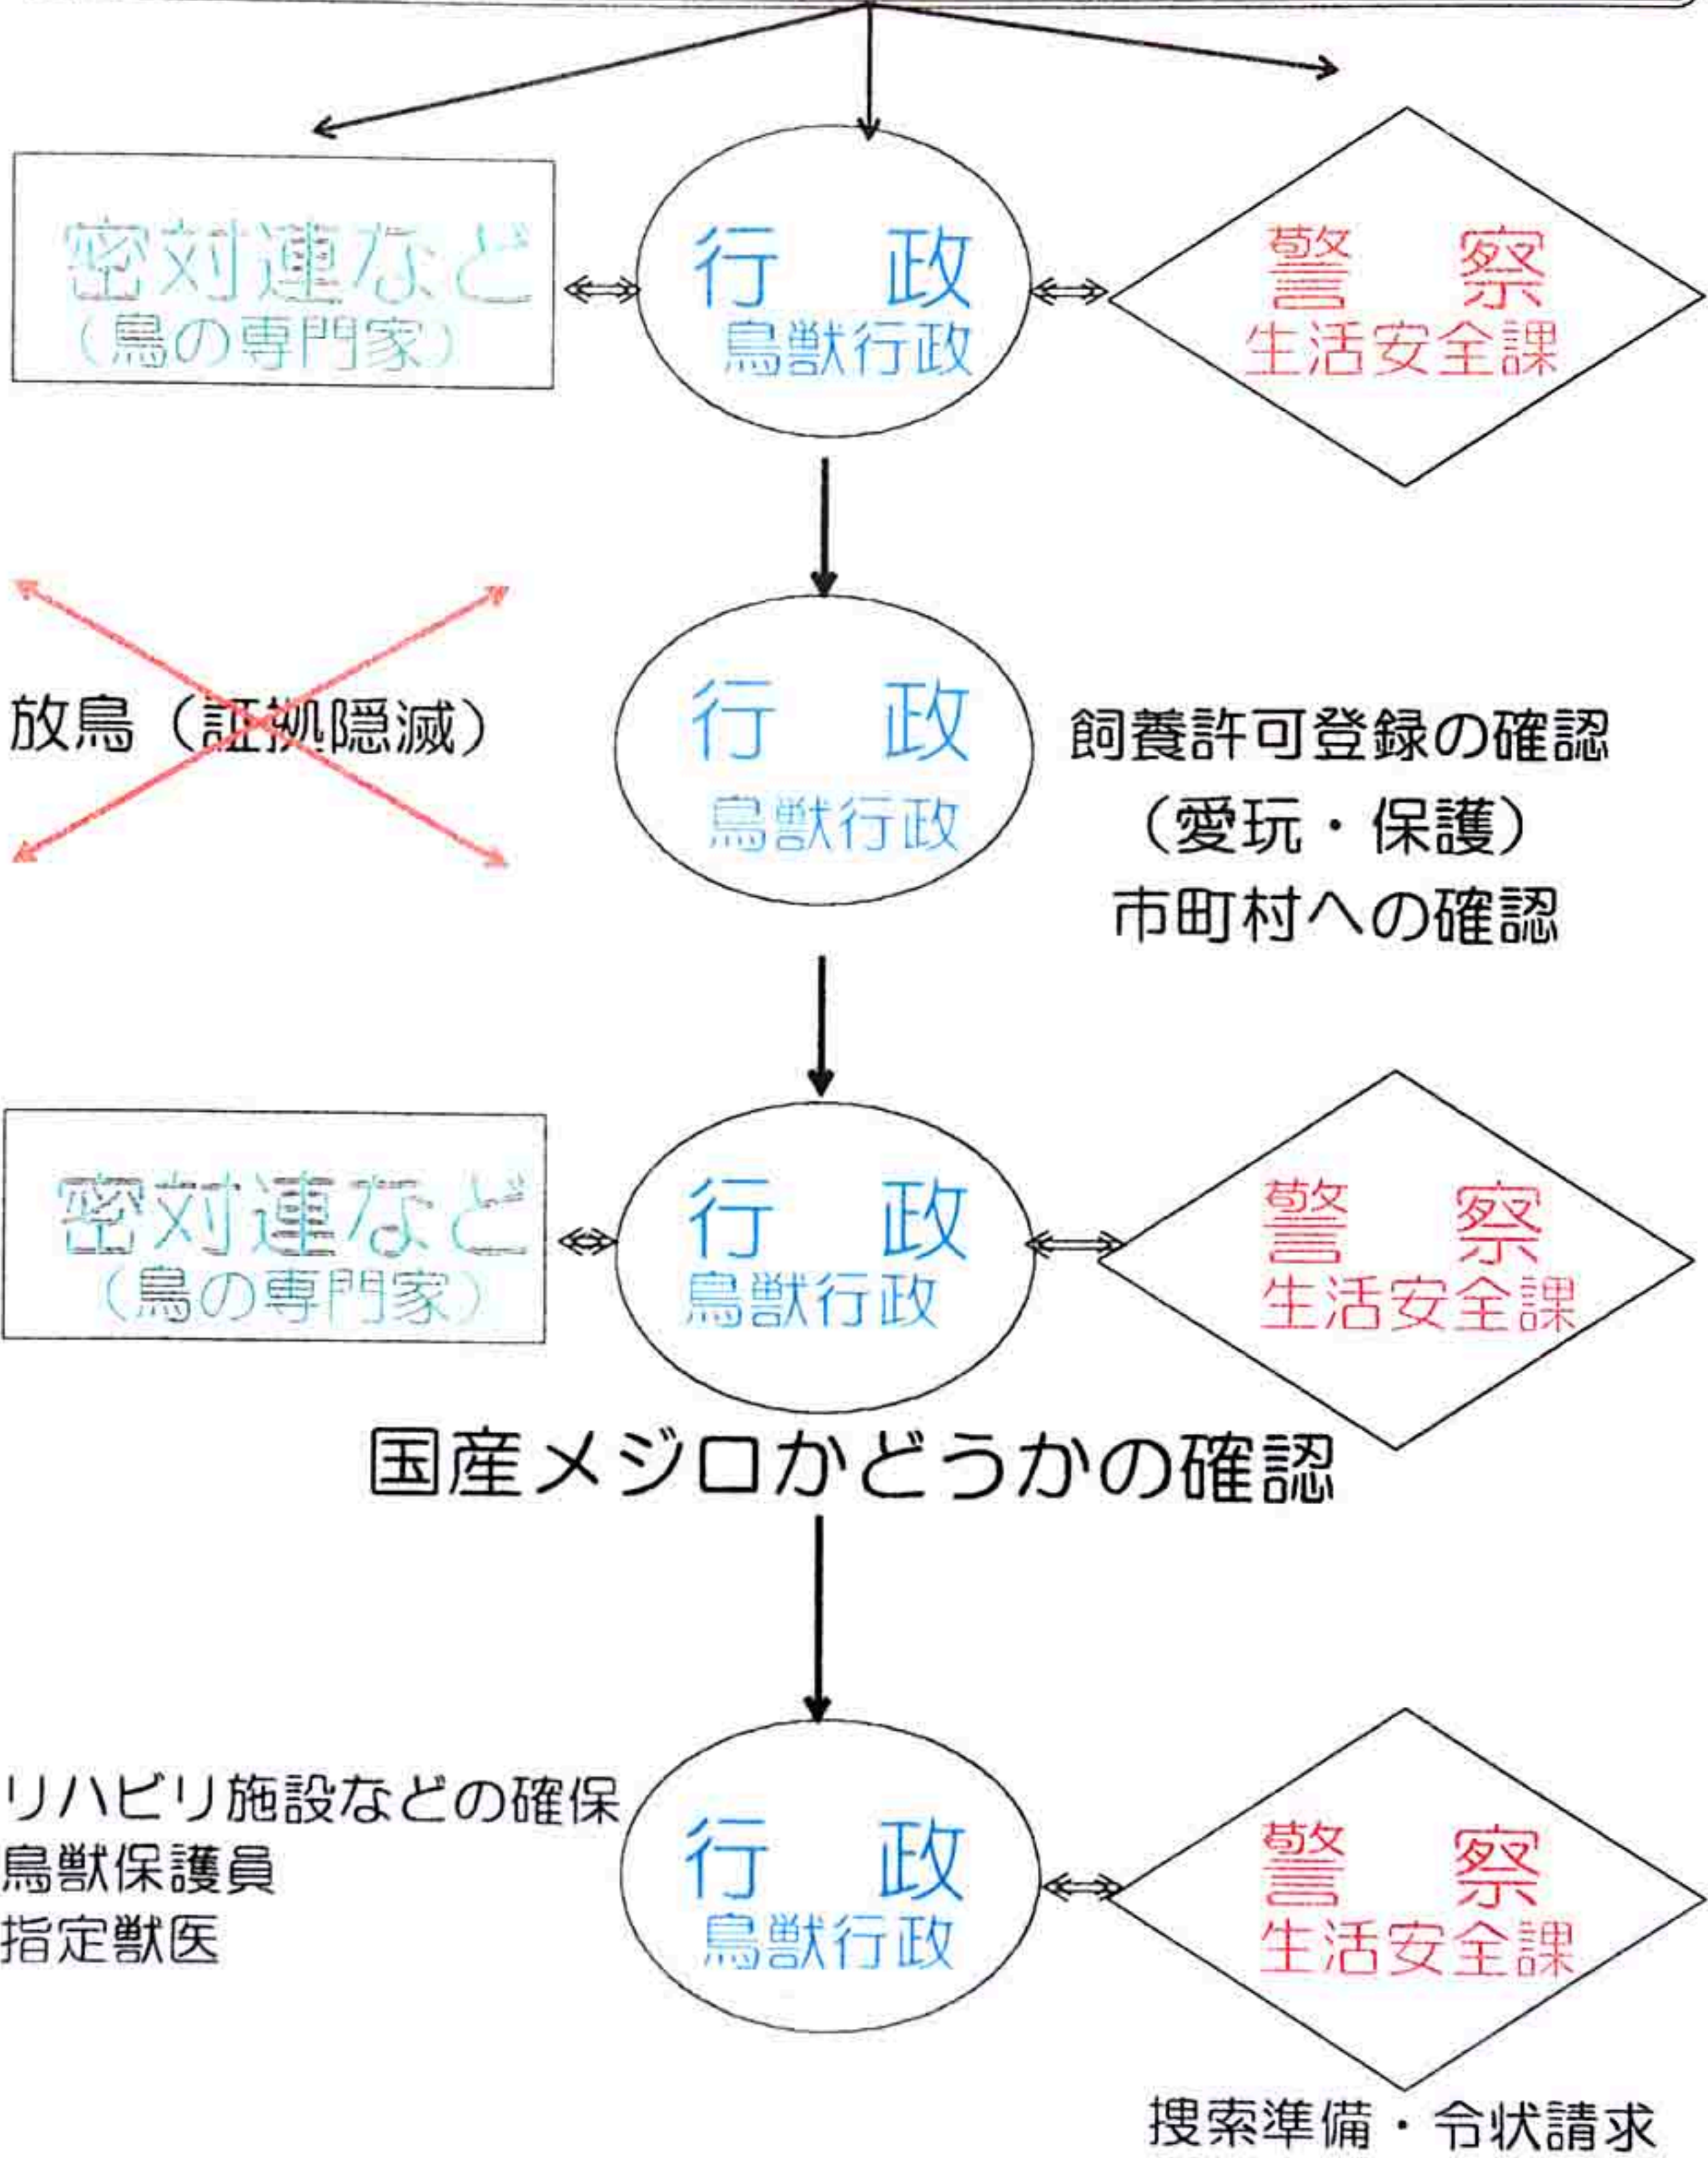 密対連など
(鳥の専門家)
行 政
鳥獣行政
警 察
生活安全課
放鳥(証拠隠滅)
行 政
鳥獣行政
飼養許可登録の確認
(愛玩・保護)
市町村への確認
密対連など
(鳥の専門家)
行 政
鳥獣行政
警 察
生活安全課
国産メジロかどうかの確認
リハビリ施設などの確保
鳥獣保護員
指定獣医
行 政
鳥獣行政
警 察
生活安全課
捜索準備・令状請求